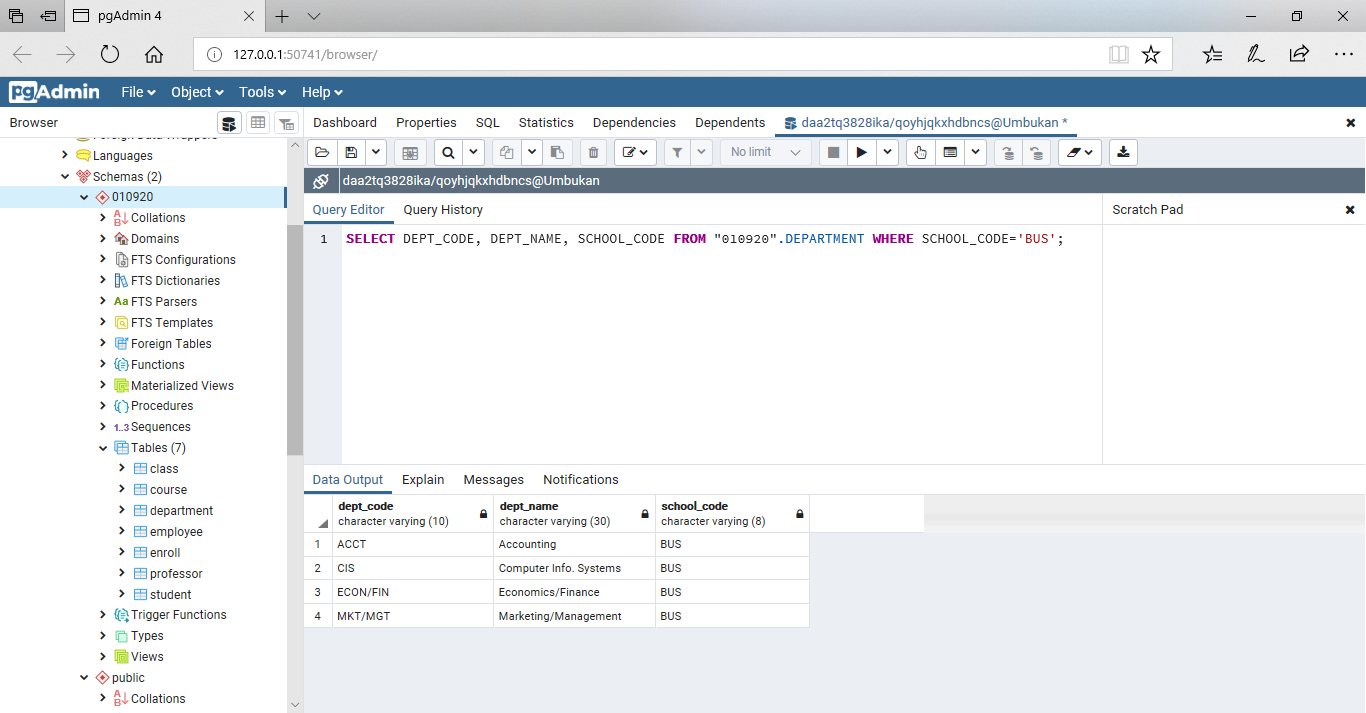 pgAdmin 4
127.0.0.1:50741/browser/
pgAdmin File Object Tools Help
Browser
Dashboard Properties SQL Statistics Dependencies Dependents daa2tq3828ika/qoyhjqkxhdbncs@Umbukan *
No limit
daa2tq3828ika/qoyhjqkxhdbncs@Umbukan
Foreign Data Wrappers
Languages
Schemas (2)
010920
Collations
Domains
FTS Configurations
FTS Dictionaries
Aa FTS Parsers
FTS Templates
Foreign Tables
Functions
Materialized Views
Procedures
1..3 Sequences
Tables (7)
class
course
department
employee
enroll
professor
student
Trigger Functions
Types
Views
public
Collations
Query Editor Query History
Scratch Pad
1 SELECT DEPT_CODE, DEPT_NAME, SCHOOL_CODE FROM "010920".DEPARTMENT WHERE SCHOOL_CODE='BUS';
Data Output Explain Messages Notifications
dept_code dept_name school_code
character varying (10) character varying (30) character varying (8)
1 ACCT Accounting BUS
2 CIS Computer Info. Systems BUS
3 ECON/FIN Economics/Finance BUS
4 MKT/MGT Marketing/Management BUS